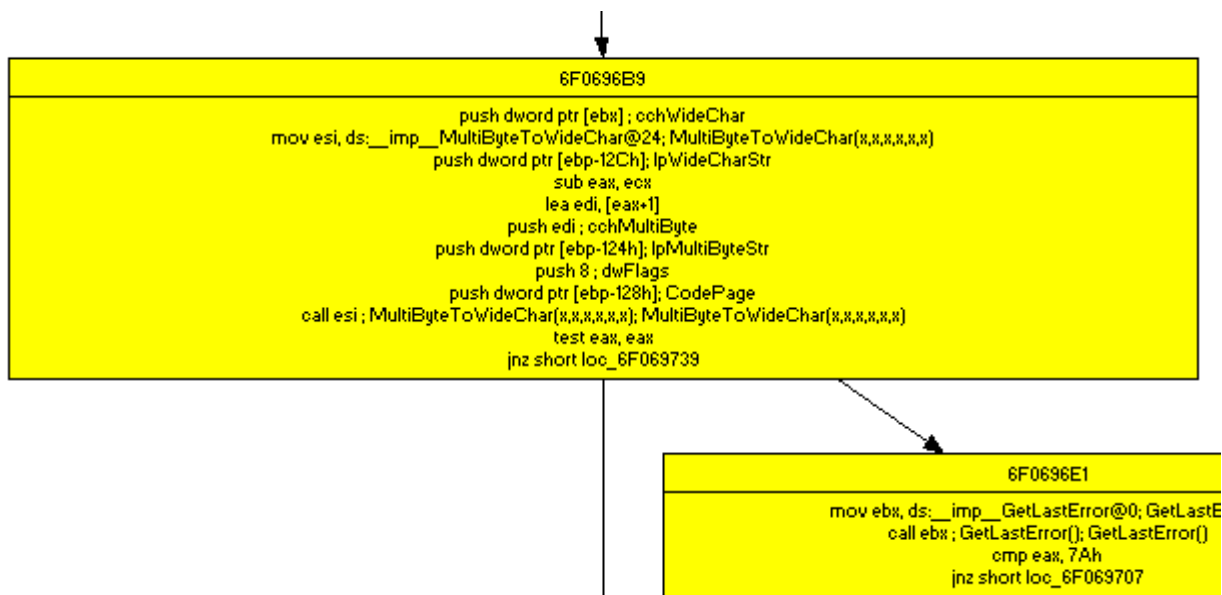 6F0696B9
push dword ptr [ebx] ; cchWideChar
mov esi, ds:__imp__MultiByteToWideChar@24; MultiByteToWideChar(x,x,x,x,x,x)
push dword ptr [ebp-12Ch]; lpWideCharStr
sub eax, ecx
lea edi, [eax+1]
push edi ; cchMultiByte
push dword ptr [ebp-124h]; lpMultiByteStr
push 8 ; dwFlags
push dword ptr [ebp-128h]; CodePage
call esi ; MultiByteToWideChar(x,x,x,x,x,x); MultiByteToWideChar(x,x,x,x,x,x)
test eax, eax
jnz short loc_6F069739
6F0696E1
mov ebx, ds:__imp__GetLastError@0; GetLastE
call ebx ; GetLastError(); GetLastError()
cmp eax, 7Ah
jnz short loc_6F069707